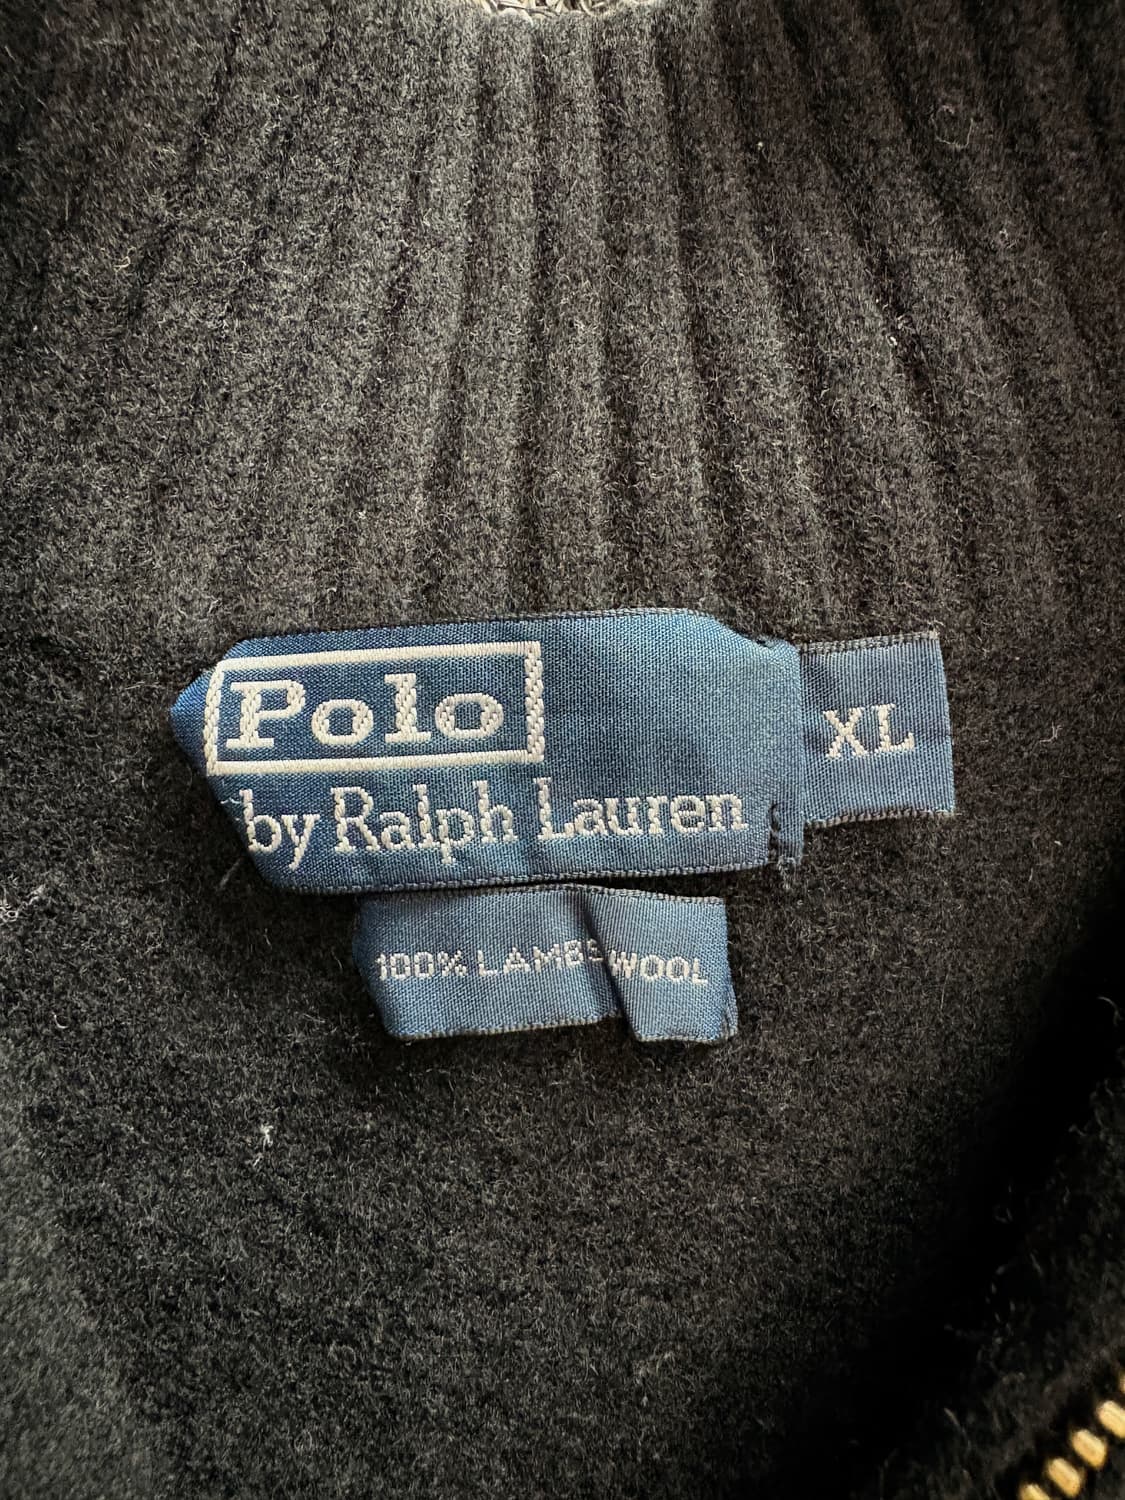 Polo
by Ralph Lauren
XL
100% LAMBSWOOL